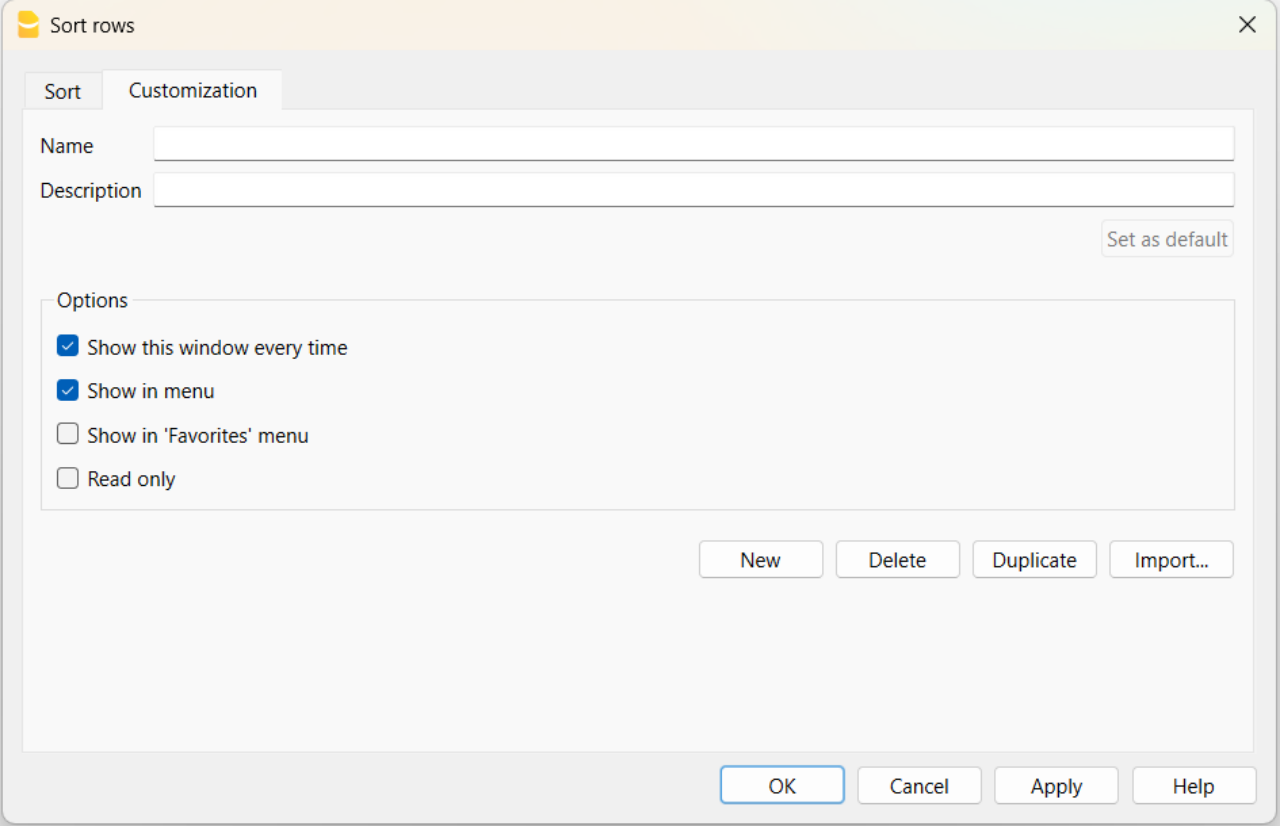 Sort rows
Sort Customization
Name
Description
Set as default
Options
Show this window every time
Show in menu
Show in 'Favorites' menu
Read only
New Delete Duplicate Import...
OK Cancel Apply Help